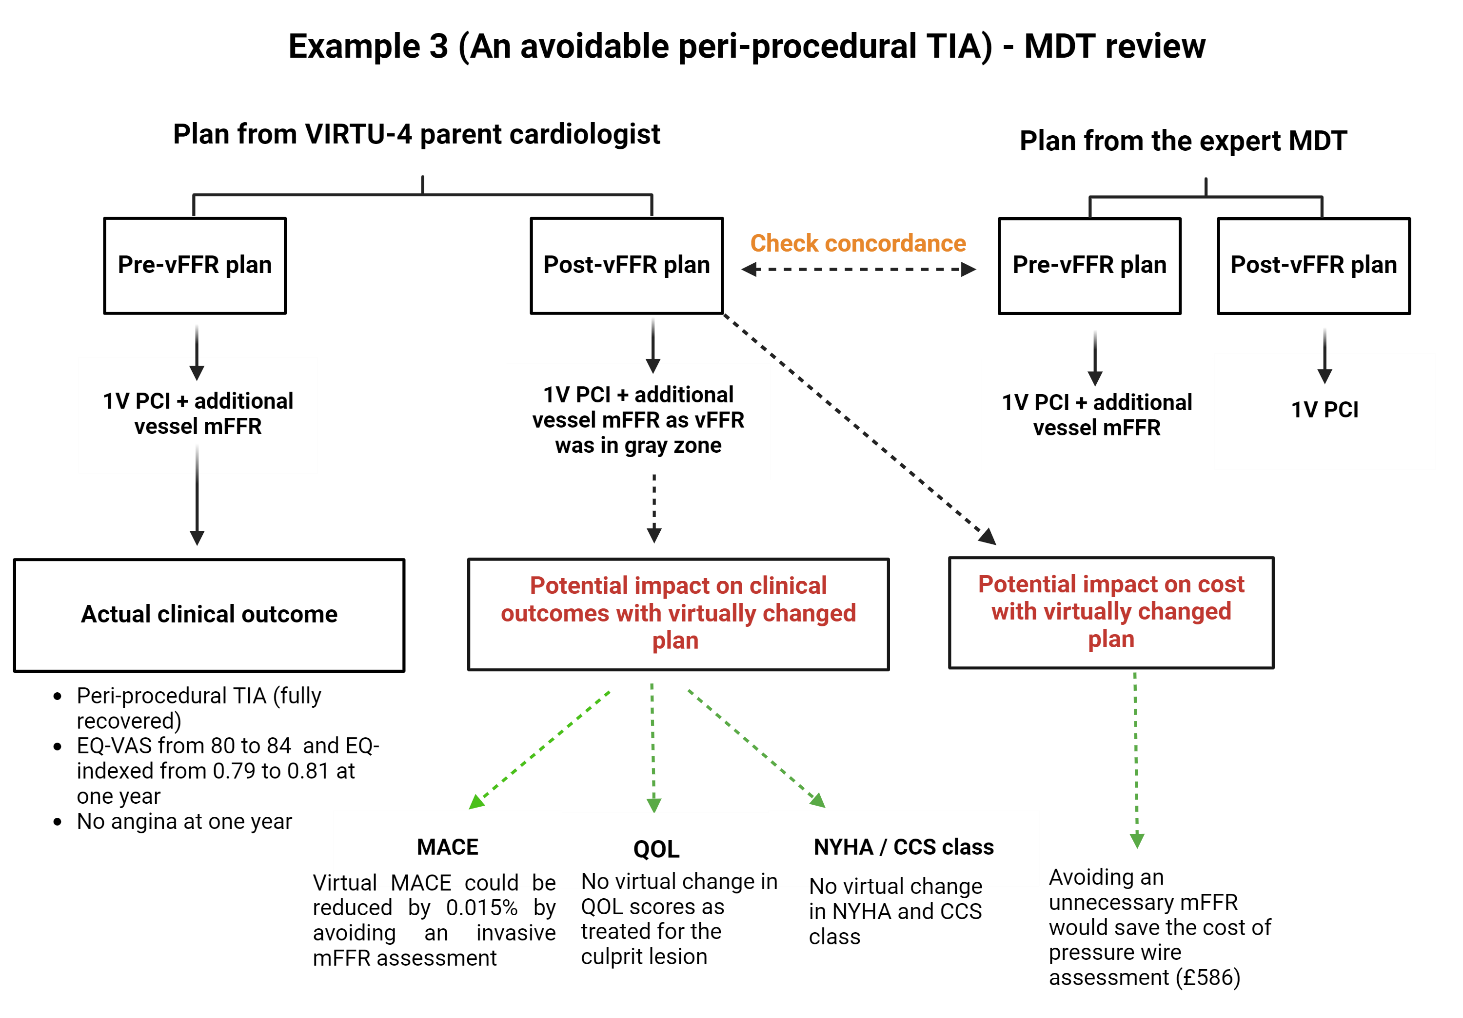 Example 3 (An avoidable peri-procedural TIA) - MDT review
Plan from VIRTU-4 parent cardiologist
Plan from the expert MDT
Pre-vFFR plan
Post-vFFR plan
Check concordance
Pre-vFFR plan
Post-vFFR plan
1V PCI + additional
vessel mFFR
1V PCI + additional
vessel mFFR as vFFR
was in gray zone
1V PCI + additional
vessel mFFR
1V PCI
Actual clinical outcome
Potential impact on clinical
outcomes with virtually changed
plan
Potential impact on cost
with virtually changed
plan
• Peri-procedural TIA (fully
recovered)
• EQ-VAS from 80 to 84 and EQ-
indexed from 0.79 to 0.81 at
one year
• No angina at one year
MACE
Virtual MACE could be
reduced by 0.015% by
avoiding an invasive
mFFR assessment
QOL
No virtual change in
QOL scores as
treated for the
culprit lesion
NYHA / CCS class
No virtual change
in NYHA and CCS
class
Avoiding an
unnecessary mFFR
would save the cost of
pressure wire
assessment (£586)